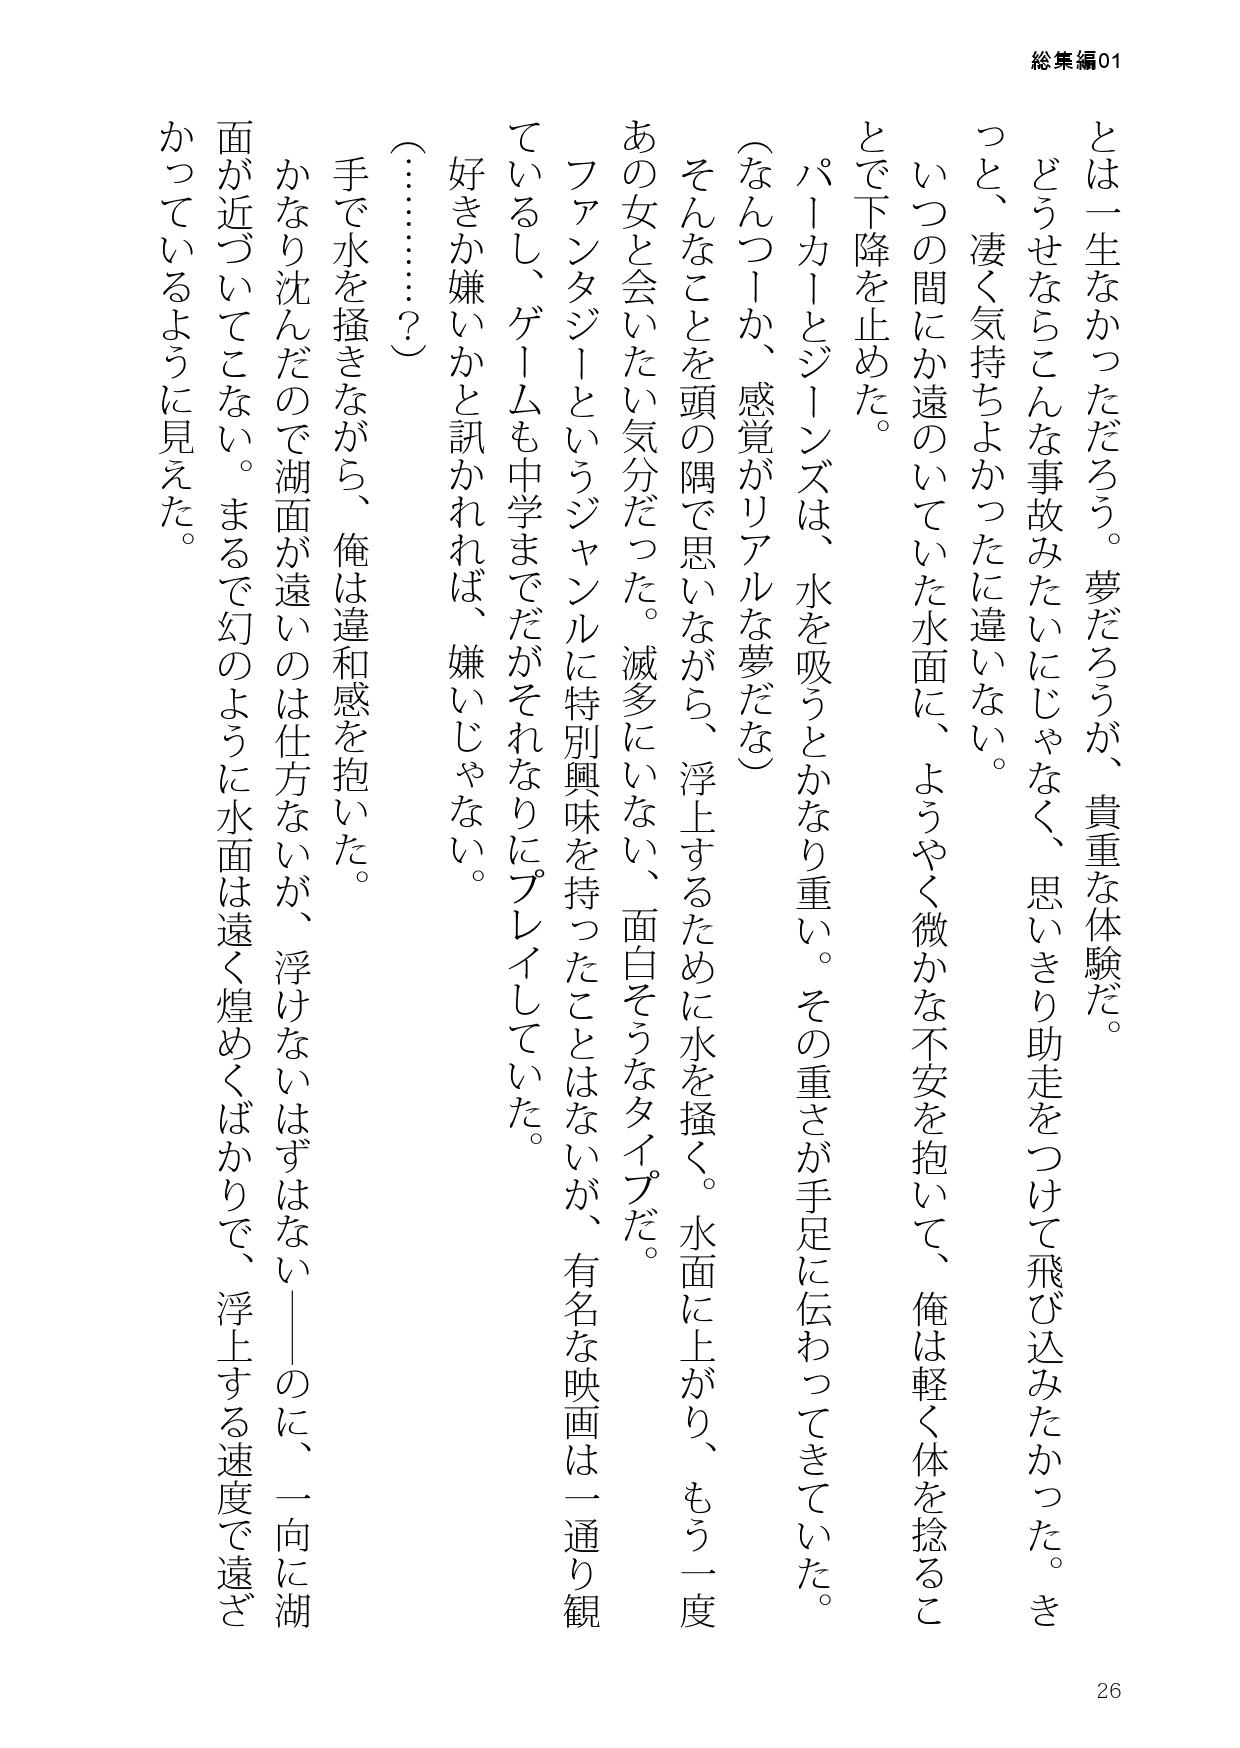 総集編01
とは一生なかっただろう。夢だろうが、貴重な体験だ。
どうせならこんな事故みたいにじゃなく、思いきり助走をつけて飛び込みたかった。き
っと、凄く気持ちよかったに違いない。
いつの間にか遠のいていた水面に、ようやく微かな不安を抱いて、俺は軽く体を捻るこ
とで下降を止めた。
パーカーとジーンズは、水を吸うとかなり重い。その重さが手足に伝わってきていた。
（なんつーか、感覚がリアルな夢だな）
そんなことを頭の隅で思いながら、浮上するために水を掻く。水面に上がり、もう一度
あの女と会いたい気分だった。滅多にいない、面白そうなタイプだ。
ファンタジーというジャンルに特別興味を持ったことはないが、有名な映画は一通り観
ているし、ゲームも中学までだがそれなりにプレイしていた。
好きか嫌いかと訊かれれば、嫌いじゃない。
（…………？）
手で水を掻きながら、俺は違和感を抱いた。
かなり沈んだので湖面が遠いのは仕方ないが、浮けないはずはない――のに、一向に湖
面が近づいてこない。まるで幻のように水面は遠く煌めくばかりで、浮上する速度で遠ざ
かっているように見えた。
26